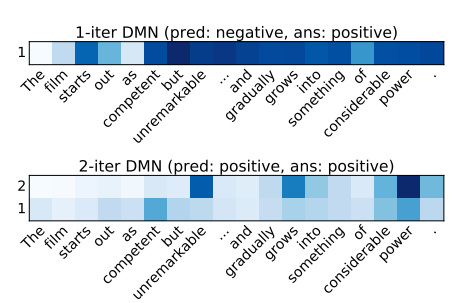 1-iter DMN (pred: negative, ans: positive)
1
The film starts out as competent but unremarkable ... and gradually grows into something of considerable power .
2-iter DMN (pred: positive, ans: positive)
2
1
The film starts out as competent but unremarkable ... and gradually grows into something of considerable power .